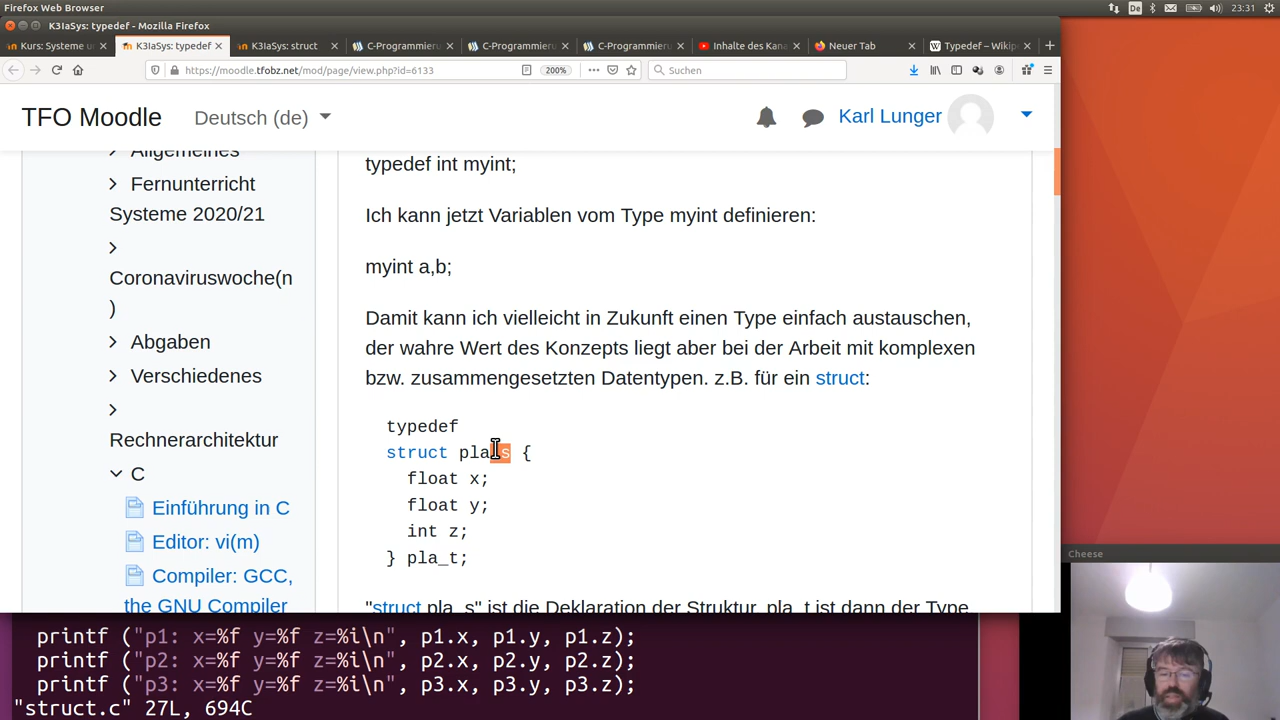 Firefox Web Browser
De
23:31
K3IaSys: typedef - Mozilla Firefox
Kurs: Systeme un
K3IaSys: typedef
K3IaSys: struct
C-Programmieru
C-Programmieru
C-Programmieru
Inhalte des Kana
Neuer Tab
Typedef – Wikip
https://moodle.tfobz.net/mod/page/view.php?id=6133
200%
Suchen
TFO Moodle
Deutsch (de)
Karl Lunger
Allgemeines
Fernunterricht
Systeme 2020/21
Coronaviruswoche(n
)
Abgaben
Verschiedenes
Rechnerarchitektur
C
Einführung in C
Editor: vi(m)
Compiler: GCC,
the GNU Compiler
typedef int myint;
Ich kann jetzt Variablen vom Type myint definieren:
myint a,b;
Damit kann ich vielleicht in Zukunft einen Type einfach austauschen,
der wahre Wert des Konzepts liegt aber bei der Arbeit mit komplexen
bzw. zusammengesetzten Datentypen. z.B. für ein struct:
typedef
struct pla_s {
float x;
float y;
int z;
} pla_t;
"struct pla_s" ist die Deklaration der Struktur, pla_t ist dann der Type
Cheese
printf ("p1: x=%f y=%f z=%i\n", p1.x, p1.y, p1.z);
printf ("p2: x=%f y=%f z=%i\n", p2.x, p2.y, p2.z);
printf ("p3: x=%f y=%f z=%i\n", p3.x, p3.y, p3.z);
"struct.c" 27L, 694C